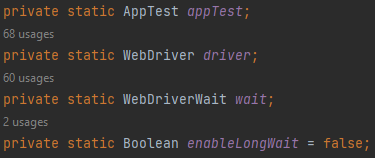 private static AppTest appTest;
68 usages
private static WebDriver driver;
60 usages
private static WebDriverWait wait;
2 usages
private static Boolean enableLongWait = false;